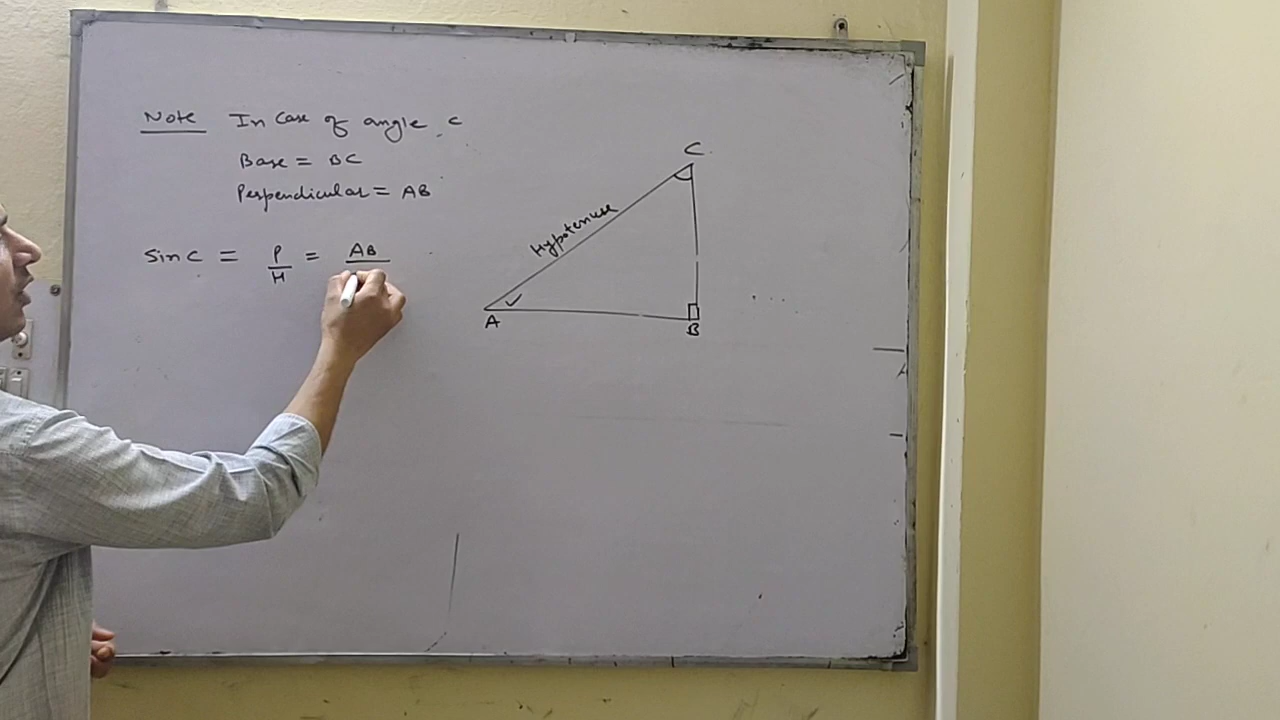 Note In Case of angle C
Base = BC
Perpendicular = AB
Sin C = P/H = AB
C
Hypotenuse
A
B